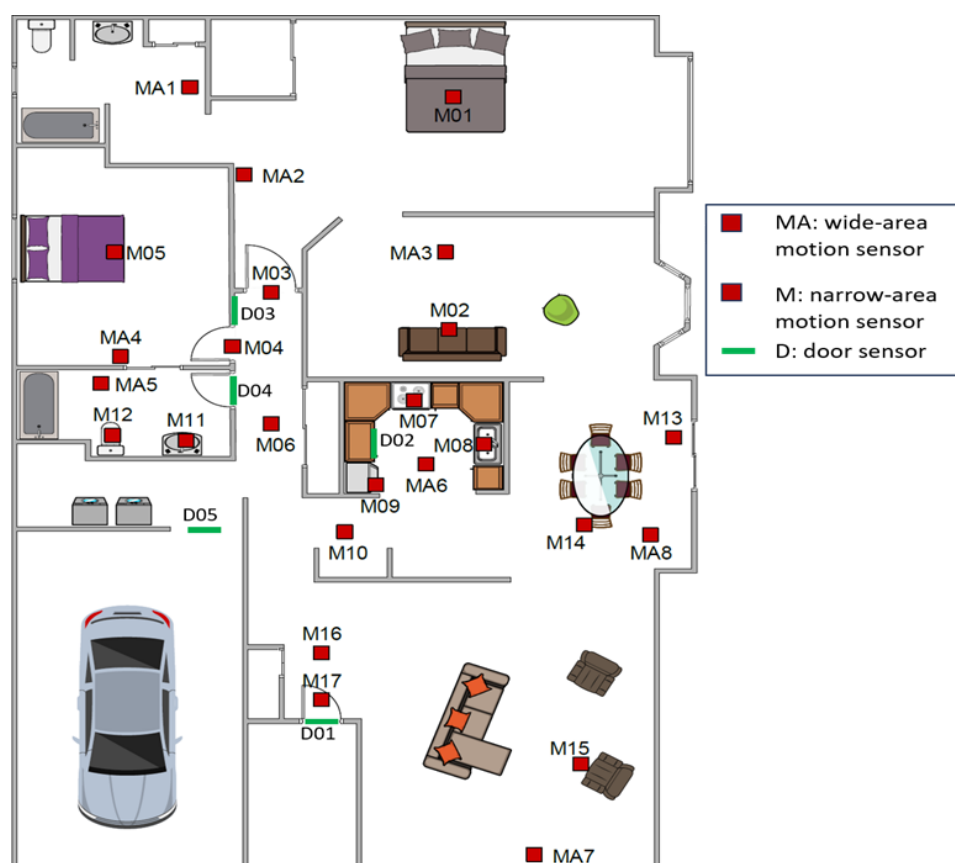 MA1
M01
MA2
M05
MA3
MA: wide-area
motion sensor
M: narrow-area
motion sensor
D: door sensor
M03
D03
M02
M04
MA4
MA5
D04
M07
M12
M11
M06
D02
M08
M13
MA6
M09
D05
M10
M14
MA8
M16
M17
D01
M15
MA7